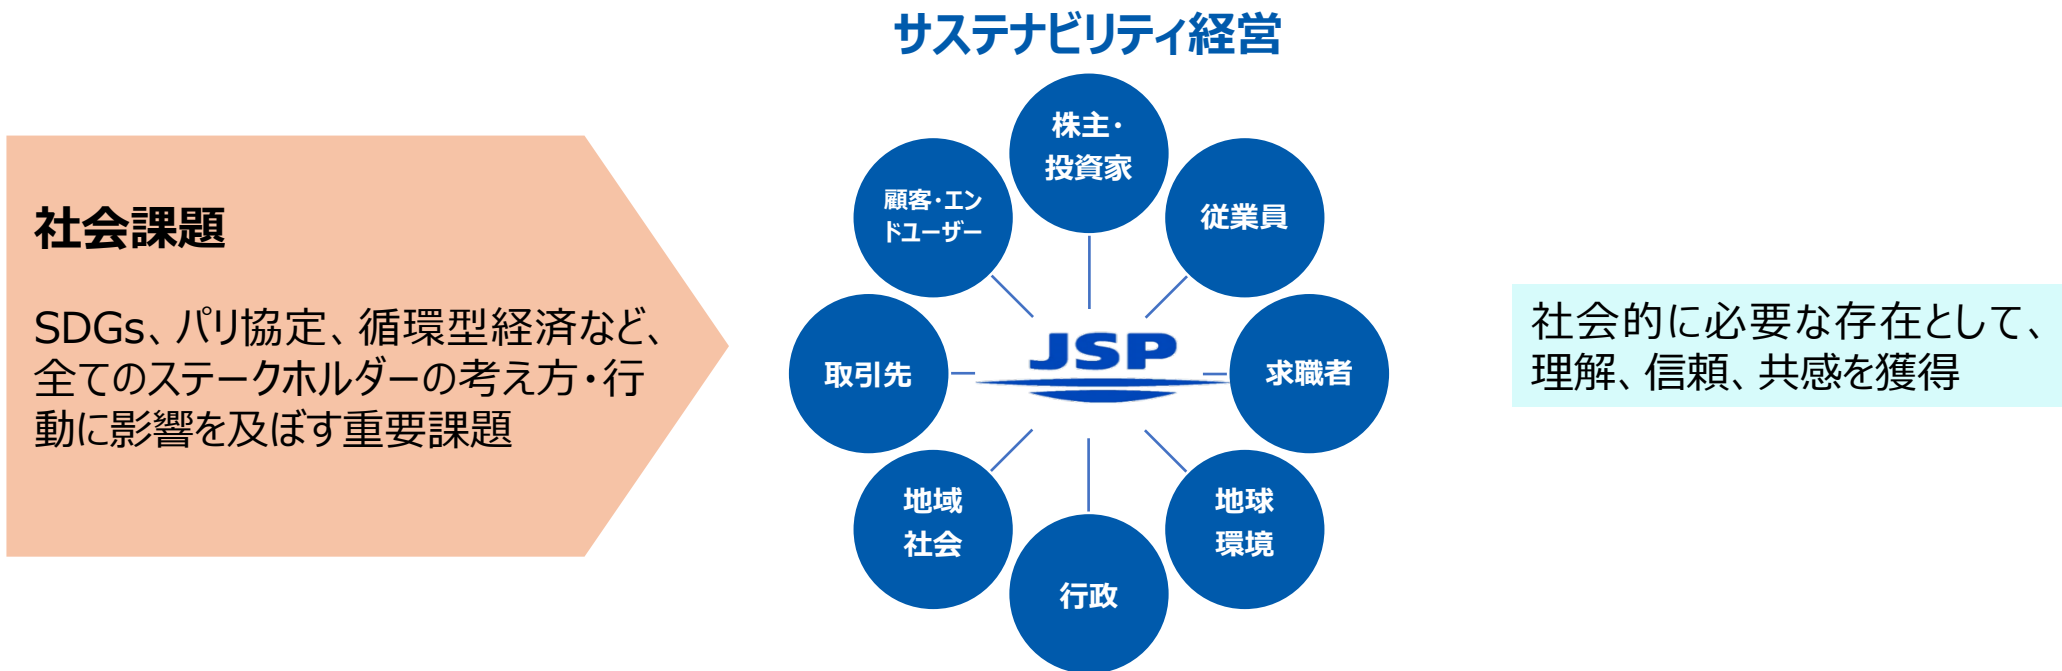 サステナビリティ経営
社会課題
SDGs、パリ協定、循環型経済など、
全てのステークホルダーの考え方・行
動に影響を及ぼす重要課題
株主・
投資家
従業員
求職者
地球
環境
行政
地域
社会
取引先
顧客・エン
ドユーザー
JSP
社会的に必要な存在として、
理解、信頼、共感を獲得